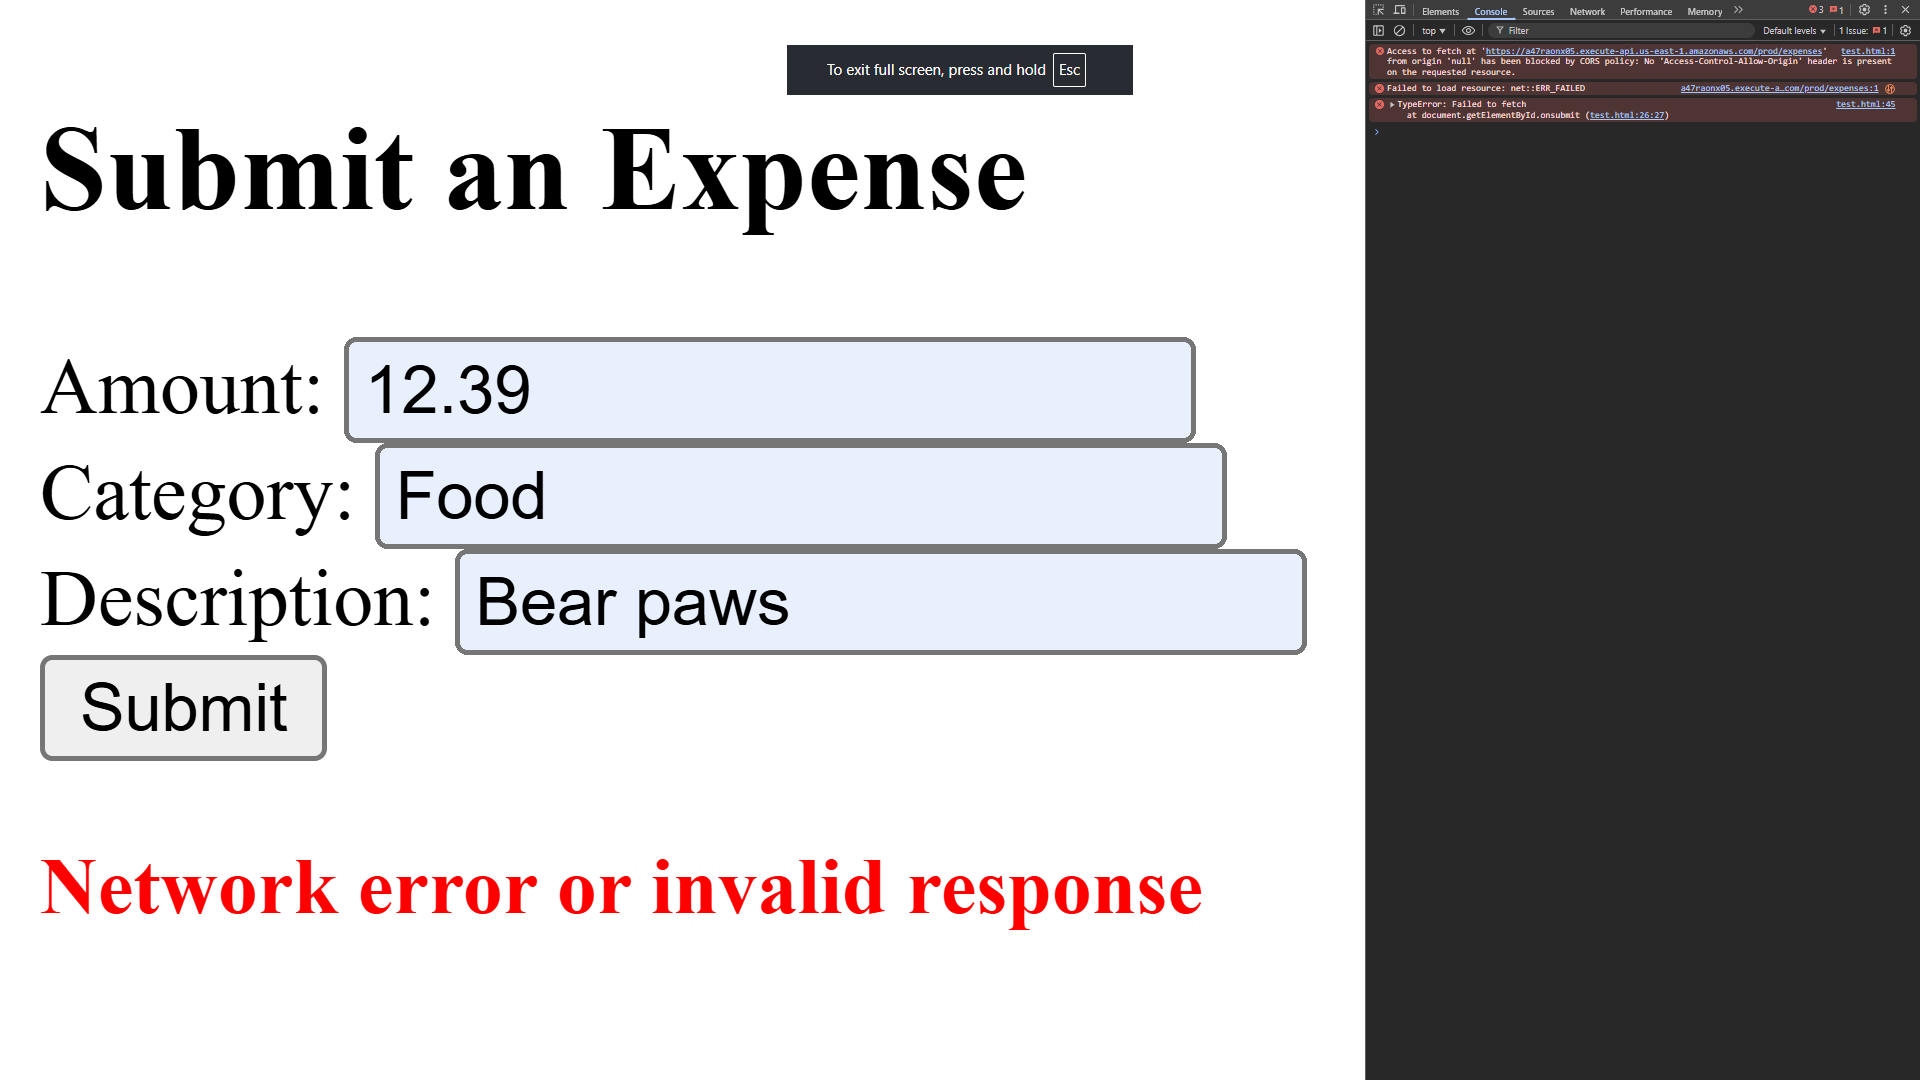 To exit full screen, press and hold Esc
Submit an Expense
Amount: 12.39
Category: Food
Description: Bear paws
Submit
Network error or invalid response
Elements Console Sources Network Performance Memory 3 1
top Filter Default levels 1 Issue: 1
Access to fetch at 'https://a47raonx05.execute-api.us-east-1.amazonaws.com/prod/expenses' test.html:1
from origin 'null' has been blocked by CORS policy: No 'Access-Control-Allow-Origin' header is present
on the requested resource.
Failed to load resource: net::ERR_FAILED a47raonx05.execute-a…com/prod/expenses:1
TypeError: Failed to fetch test.html:45
at document.getElementById.onsubmit (test.html:26:27)